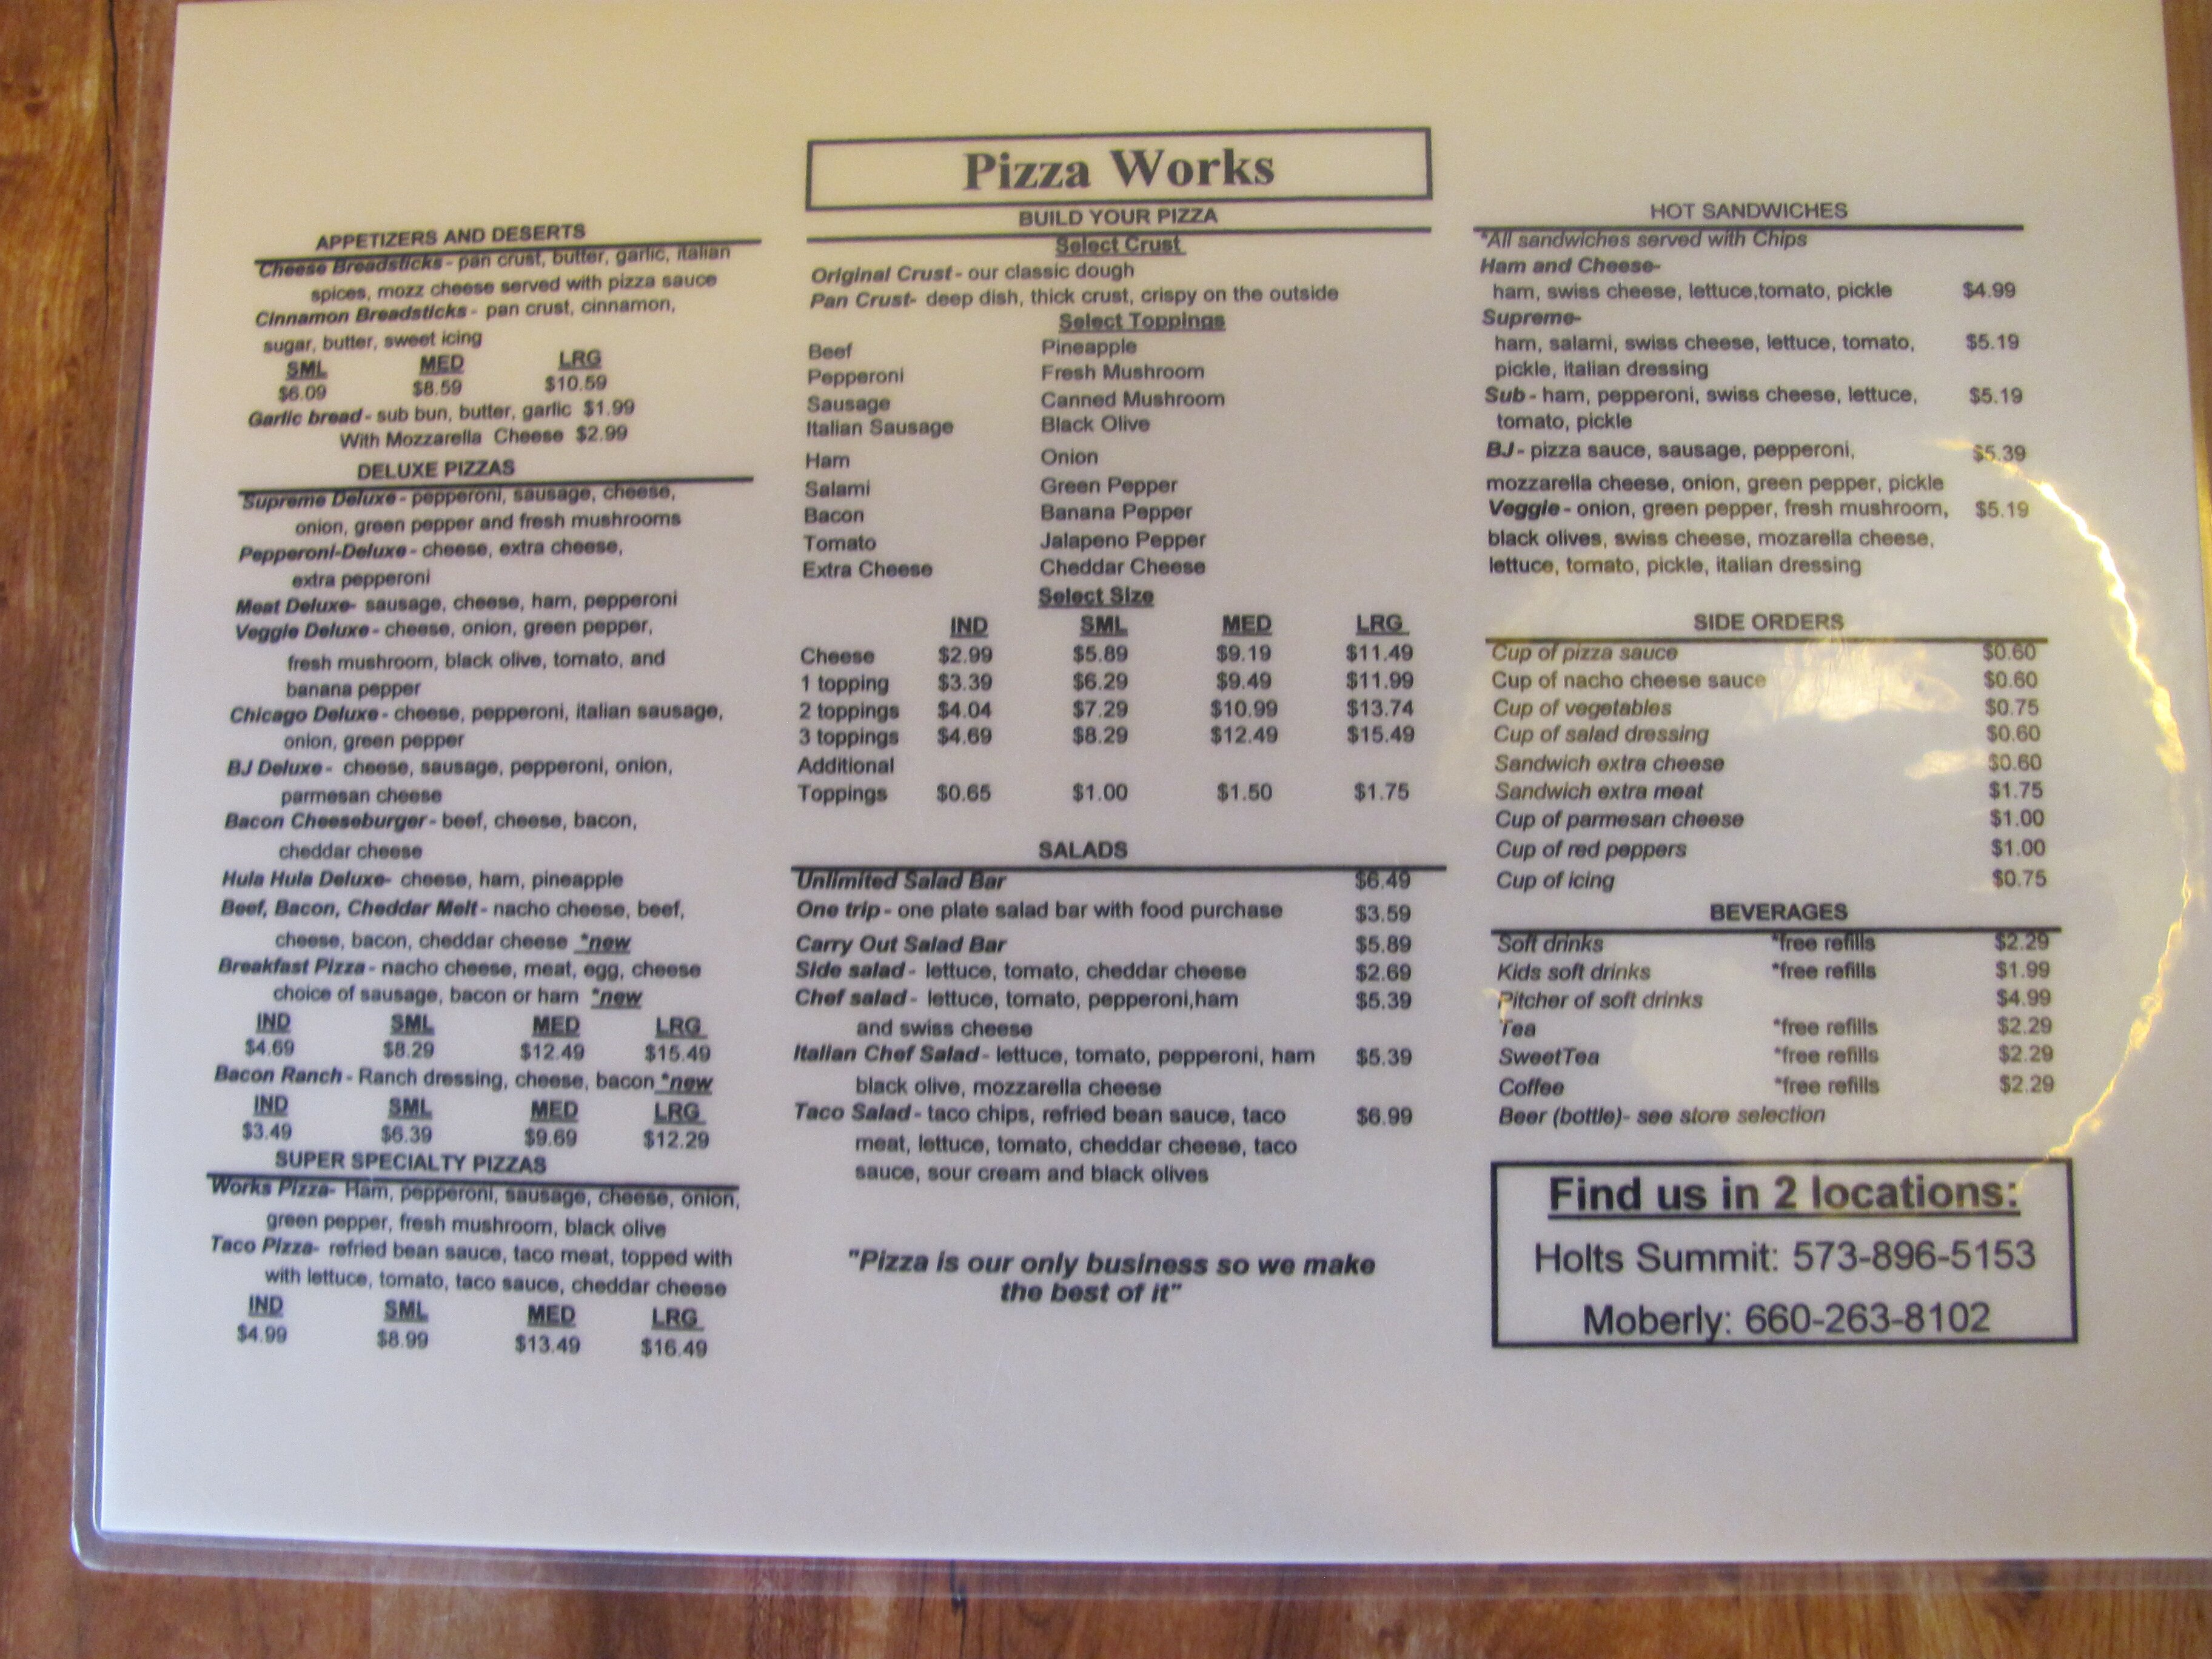 Pizza Works
APPETIZERS AND DESERTS
Cheese Breadsticks - pan crust, butter, garlic, italian
spices, mozz cheese served with pizza sauce
Cinnamon Breadsticks - pan crust, cinnamon,
sugar, butter, sweet icing
SML MED LRG
$6.09 $8.59 $10.59
Garlic bread - sub bun, butter, garlic $1.99
With Mozzarella Cheese $2.99
DELUXE PIZZAS
Supreme Deluxe - pepperoni, sausage, cheese,
onion, green pepper and fresh mushrooms
Pepperoni-Deluxe - cheese, extra cheese,
extra pepperoni
Meat Deluxe- sausage, cheese, ham, pepperoni
Veggie Deluxe - cheese, onion, green pepper,
fresh mushroom, black olive, tomato, and
banana pepper
Chicago Deluxe - cheese, pepperoni, italian sausage,
onion, green pepper
BJ Deluxe - cheese, sausage, pepperoni, onion,
parmesan cheese
Bacon Cheeseburger - beef, cheese, bacon,
cheddar cheese
Hula Hula Deluxe- cheese, ham, pineapple
Beef, Bacon, Cheddar Melt - nacho cheese, beef,
cheese, bacon, cheddar cheese *new
Breakfast Pizza - nacho cheese, meat, egg, cheese
choice of sausage, bacon or ham *new
IND SML MED LRG
$4.69 $8.29 $12.49 $15.49
Bacon Ranch - Ranch dressing, cheese, bacon *new
IND SML MED LRG
$3.49 $6.39 $9.69 $12.29
SUPER SPECIALTY PIZZAS
Works Pizza- Ham, pepperoni, sausage, cheese, onion,
green pepper, fresh mushroom, black olive
Taco Pizza- refried bean sauce, taco meat, topped with
with lettuce, tomato, taco sauce, cheddar cheese
IND SML MED LRG
$4.99 $8.99 $13.49 $16.49
BUILD YOUR PIZZA
Select Crust
Original Crust - our classic dough
Pan Crust- deep dish, thick crust, crispy on the outside
Select Toppings
Beef Pineapple
Pepperoni Fresh Mushroom
Sausage Canned Mushroom
Italian Sausage Black Olive
Ham Onion
Salami Green Pepper
Bacon Banana Pepper
Tomato Jalapeno Pepper
Extra Cheese Cheddar Cheese
Select Size
IND SML MED LRG
Cheese $2.99 $5.89 $9.19 $11.49
1 topping $3.39 $6.29 $9.49 $11.99
2 toppings $4.04 $7.29 $10.99 $13.74
3 toppings $4.69 $8.29 $12.49 $15.49
Additional
Toppings $0.65 $1.00 $1.50 $1.75
SALADS
Unlimited Salad Bar $6.49
One trip - one plate salad bar with food purchase $3.59
Carry Out Salad Bar $5.89
Side salad - lettuce, tomato, cheddar cheese $2.69
Chef salad - lettuce, tomato, pepperoni,ham $5.39
and swiss cheese
Italian Chef Salad - lettuce, tomato, pepperoni, ham $5.39
black olive, mozzarella cheese
Taco Salad - taco chips, refried bean sauce, taco $6.99
meat, lettuce, tomato, cheddar cheese, taco
sauce, sour cream and black olives
"Pizza is our only business so we make
the best of it"
HOT SANDWICHES
*All sandwiches served with Chips
Ham and Cheese-
ham, swiss cheese, lettuce,tomato, pickle $4.99
Supreme-
ham, salami, swiss cheese, lettuce, tomato, $5.19
pickle, italian dressing
Sub - ham, pepperoni, swiss cheese, lettuce, $5.19
tomato, pickle
BJ - pizza sauce, sausage, pepperoni, $5.39
mozzarella cheese, onion, green pepper, pickle
Veggie - onion, green pepper, fresh mushroom, $5.19
black olives, swiss cheese, mozarella cheese,
lettuce, tomato, pickle, italian dressing
SIDE ORDERS
Cup of pizza sauce $0.60
Cup of nacho cheese sauce $0.60
Cup of vegetables $0.75
Cup of salad dressing $0.60
Sandwich extra cheese $0.60
Sandwich extra meat $1.75
Cup of parmesan cheese $1.00
Cup of red peppers $1.00
Cup of icing $0.75
BEVERAGES
Soft drinks *free refills $2.29
Kids soft drinks *free refills $1.99
Pitcher of soft drinks $4.99
Tea *free refills $2.29
SweetTea *free refills $2.29
Coffee *free refills $2.29
Beer (bottle)- see store selection
Find us in 2 locations:
Holts Summit: 573-896-5153
Moberly: 660-263-8102